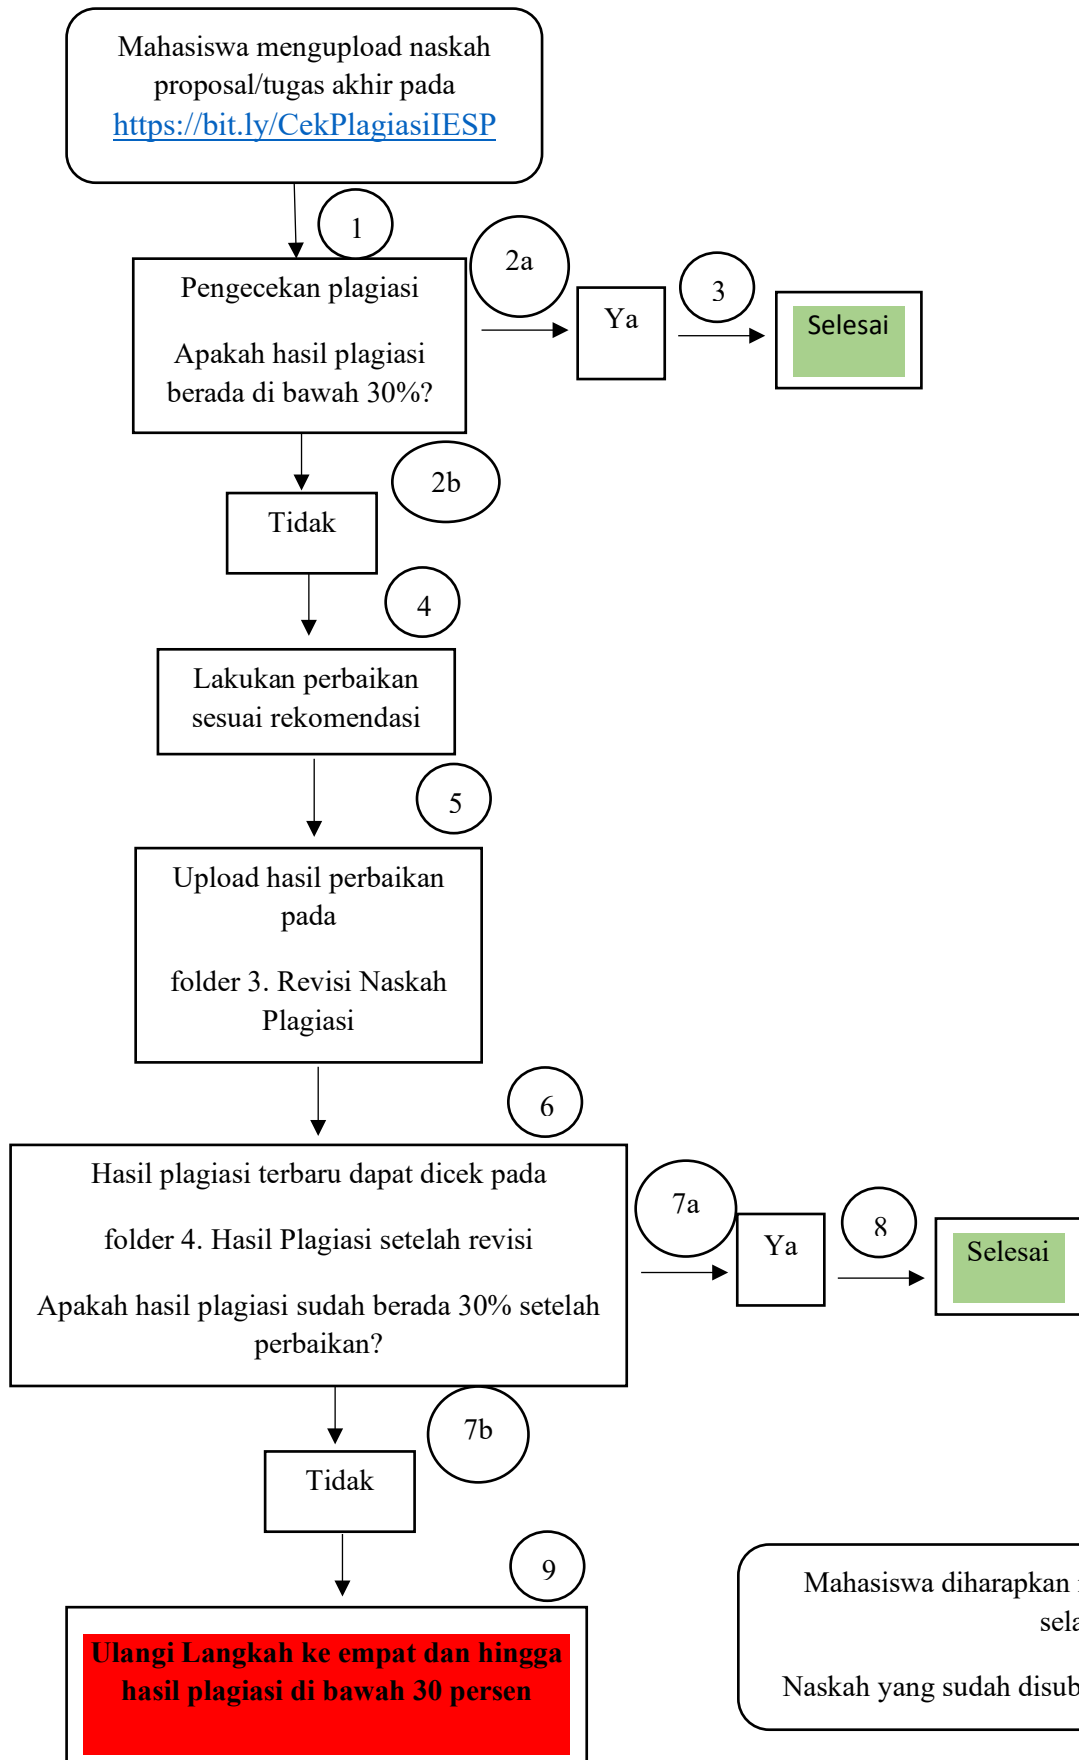 Mahasiswa mengupload naskah
proposal/tugas akhir pada
https://bit.ly/CekPlagiasiIESP
1
Pengecekan plagiasi
Apakah hasil plagiasi
berada di bawah 30%?
2a
Ya
3
Selesai
2b
Tidak
4
Lakukan perbaikan
sesuai rekomendasi
5
Upload hasil perbaikan
pada
folder 3. Revisi Naskah
Plagiasi
6
Hasil plagiasi terbaru dapat dicek pada
folder 4. Hasil Plagiasi setelah revisi
Apakah hasil plagiasi sudah berada 30% setelah
perbaikan?
7a
Ya
8
Selesai
7b
Tidak
9
Ulangi Langkah ke empat dan hingga
hasil plagiasi di bawah 30 persen
Mahasiswa diharapkan
Naskah yang sudah